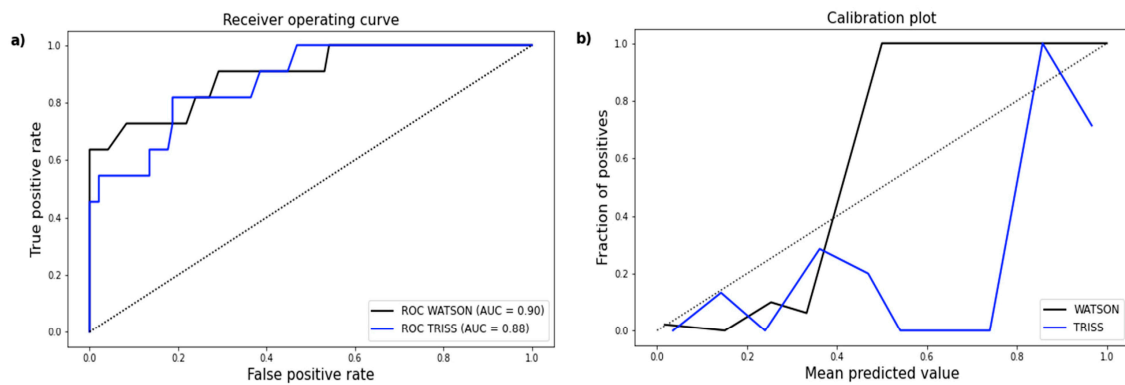 a)
Receiver operating curve
True positive rate
1.0
0.8
0.6
0.4
0.2
0.0
0.0 0.2 0.4 0.6 0.8 1.0
False positive rate
ROC WATSON (AUC = 0.90)
ROC TRISS (AUC = 0.88)
b)
Calibration plot
Fraction of positives
1.0
0.8
0.6
0.4
0.2
0.0
0.0 0.2 0.4 0.6 0.8 1.0
Mean predicted value
WATSON
TRISS